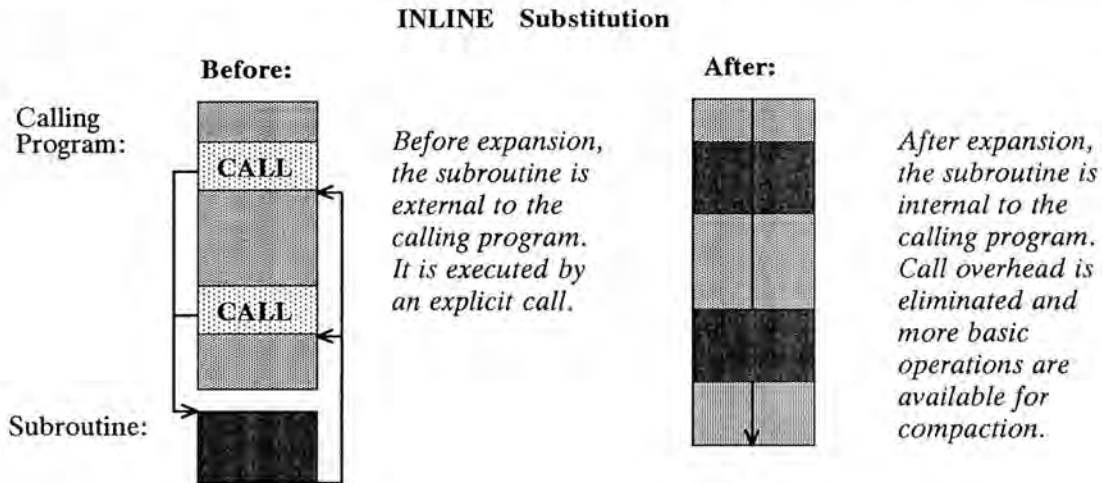 INLINE Substitution
Before:
Calling
Program:
CALL
CALL
Subroutine:
Before expansion,
the subroutine is
external to the
calling program.
It is executed by
an explicit call.
After:
After expansion,
the subroutine is
internal to the
calling program.
Call overhead is
eliminated and
more basic
operations are
available for
compaction.